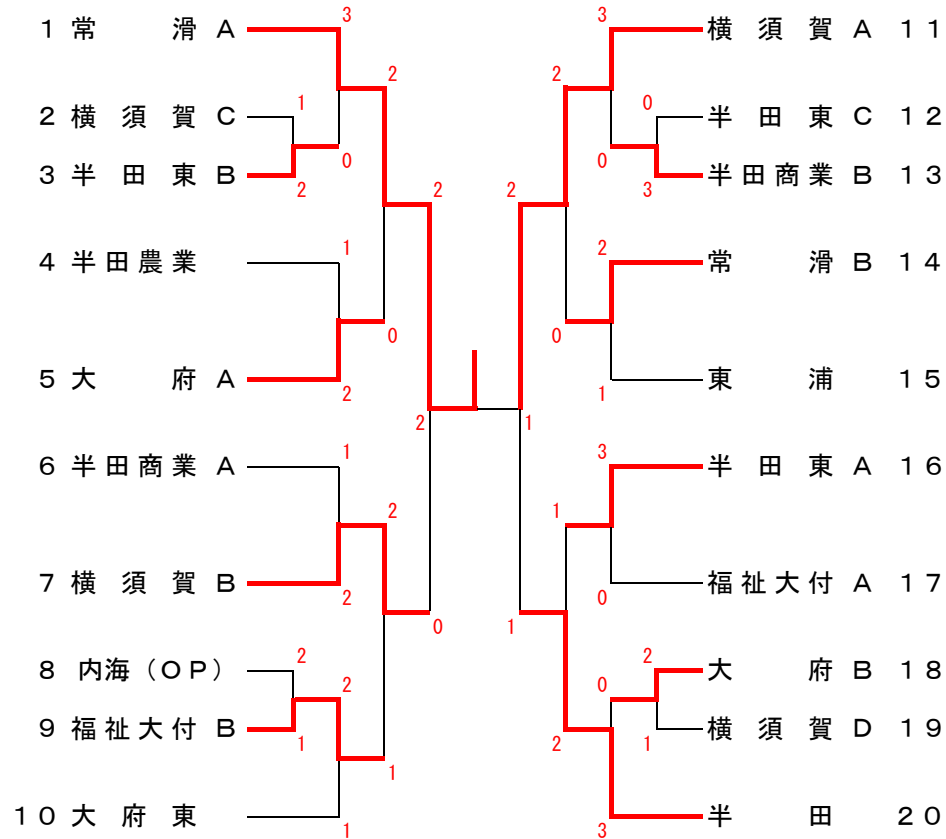 3 3
1 常 滑 A 横 須 賀 A 11
2 2
1 0
2 横 須 賀 C 半 田 東 C 12
0 0
3 半 田 東 B 半 田 商 業 B 13
2 3
2 2
1 2
4 半 田 農 業 常 滑 B 14
0 0
5 大 府 A 東 浦 15
2 1
2 1
1 3
6 半 田 商 業 A 半 田 東 A 16
2 1
7 横 須 賀 B 福 祉 大 付 A 17
2 0
0 1
2 2
8 内海(OP) 大 府 B 18
2 0
9 福 祉 大 付 B 横 須 賀 D 19
1 2 1
1
10 大 府 東 半 田 20
1 3